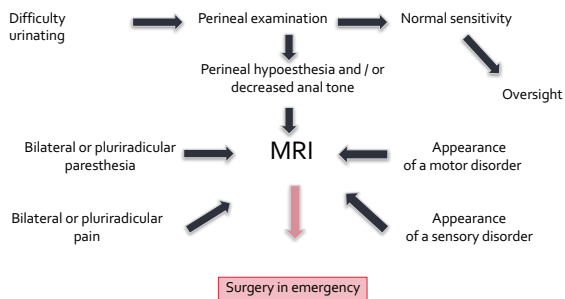 Difficulty
urinating
Perineal examination
Normal sensitivity
Perineal hypoesthesia and / or
decreased anal tone
Oversight
Bilateral or pluriradicular
paresthesia
MRI
Appearance
of a motor disorder
Bilateral or pluriradicular
pain
Appearance
of a sensory disorder
Surgery in emergency